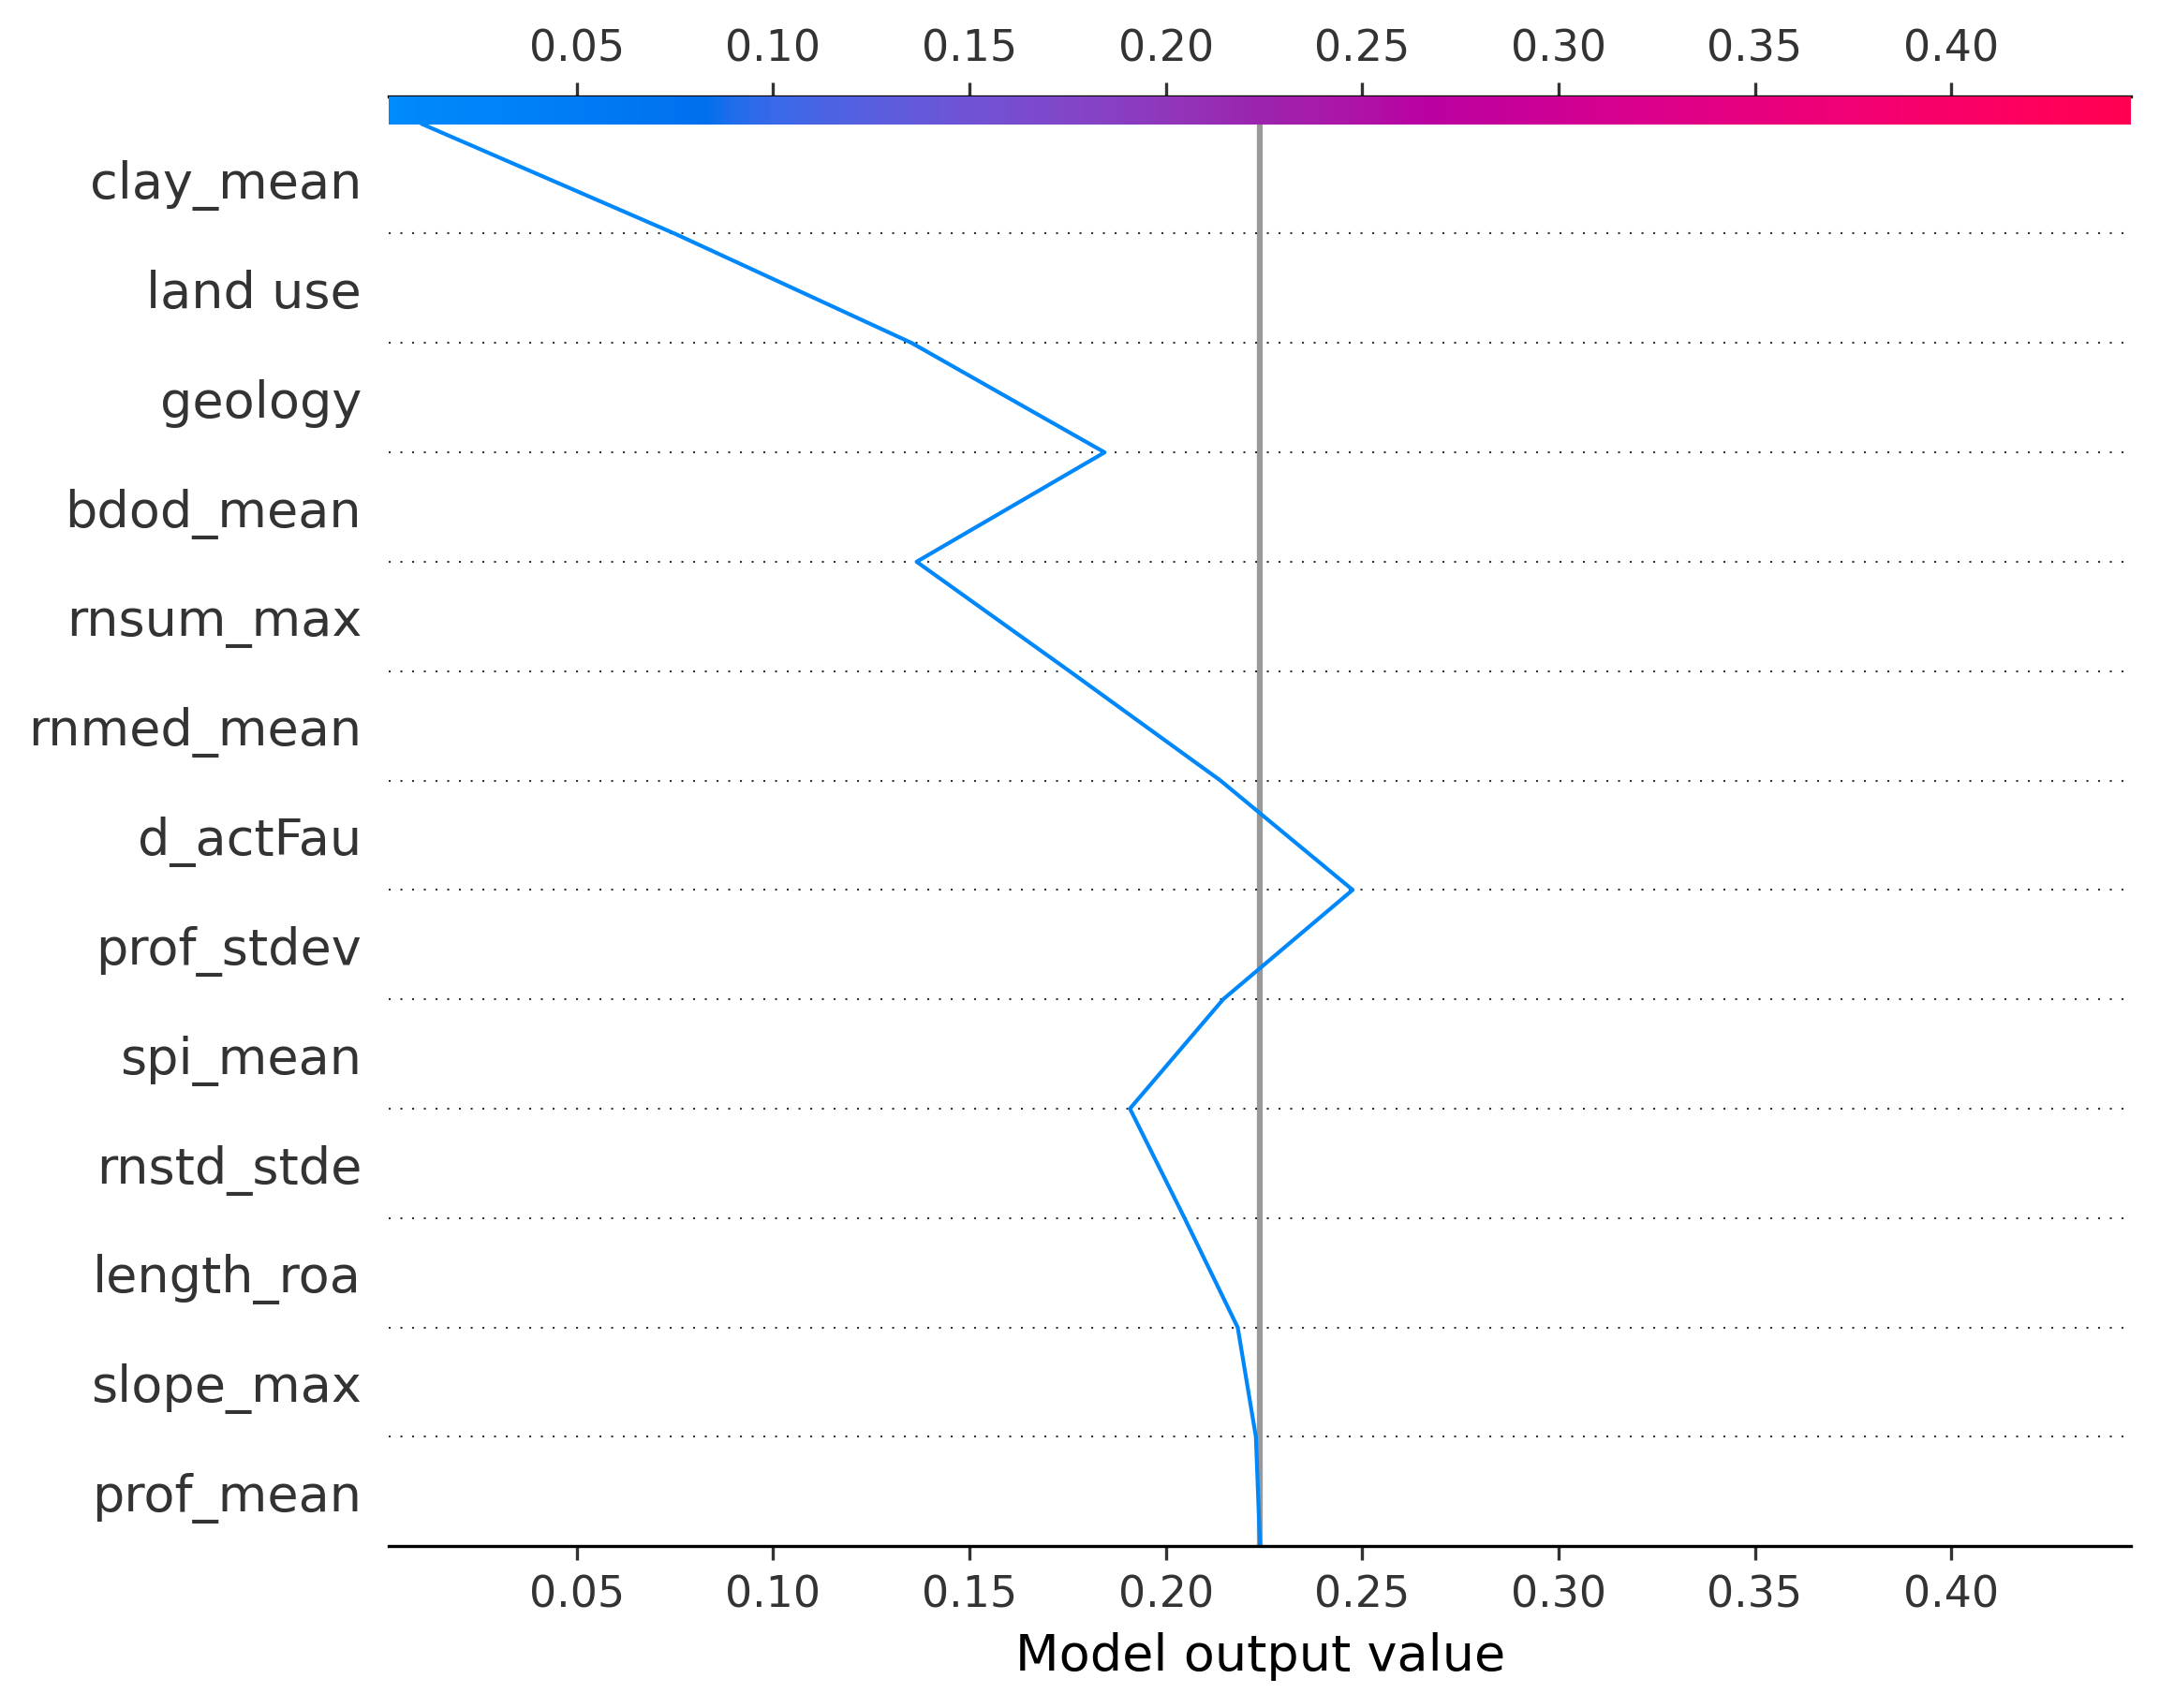 0.05 0.10 0.15 0.20 0.25 0.30 0.35 0.40
clay_mean
land use
geology
bdod_mean
rnsum_max
rnmed_mean
d_actFau
prof_stdev
spi_mean
rnstd_stde
length_roa
slope_max
prof_mean
0.05 0.10 0.15 0.20 0.25 0.30 0.35 0.40
Model output value